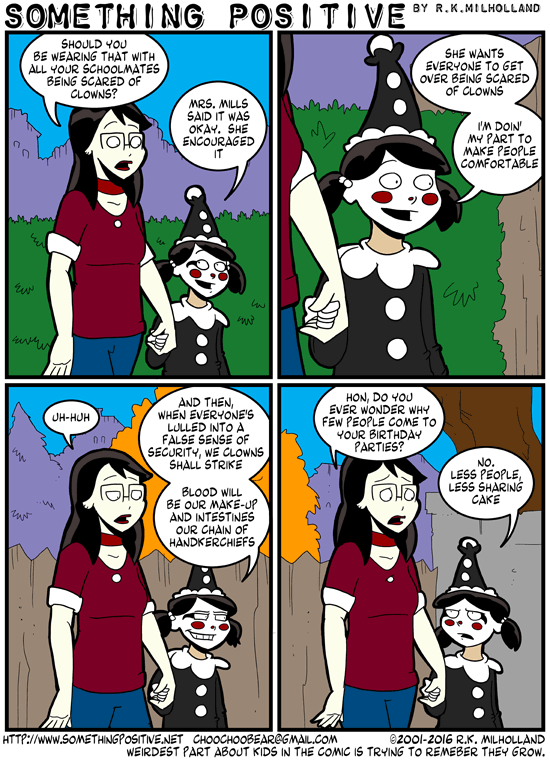 SOMETHING POSITIVE BY R.K.MILHOLLAND
SHOULD YOU
BE WEARING THAT WITH
ALL YOUR SCHOOLMATES
BEING SCARED OF
CLOWNS?
MRS. MILLS
SAID IT WAS
OKAY. SHE
ENCOURAGED
IT
SHE WANTS
EVERYONE TO GET
OVER BEING SCARED
OF CLOWNS
I'M DOIN'
MY PART TO
MAKE PEOPLE
COMFORTABLE
UH-HUH
AND THEN,
WHEN EVERYONE'S
LULLED INTO A
FALSE SENSE OF
SECURITY, WE CLOWNS
SHALL STRIKE
BLOOD WILL
BE OUR MAKE-UP
AND INTESTINES
OUR CHAIN OF
HANDKERCHIEFS
HON, DO YOU
EVER WONDER WHY
FEW PEOPLE COME TO
YOUR BIRTHDAY
PARTIES?
NO.
LESS PEOPLE,
LESS SHARING
CAKE
HTTP://WWW.SOMETHINGPOSITIVE.NET CHOOCHOOBEAR@GMAIL.COM ©2001-2016 R.K. MILHOLLAND
WEIRDEST PART ABOUT KIDS IN THE COMIC IS TRYING TO REMEBER THEY GROW.